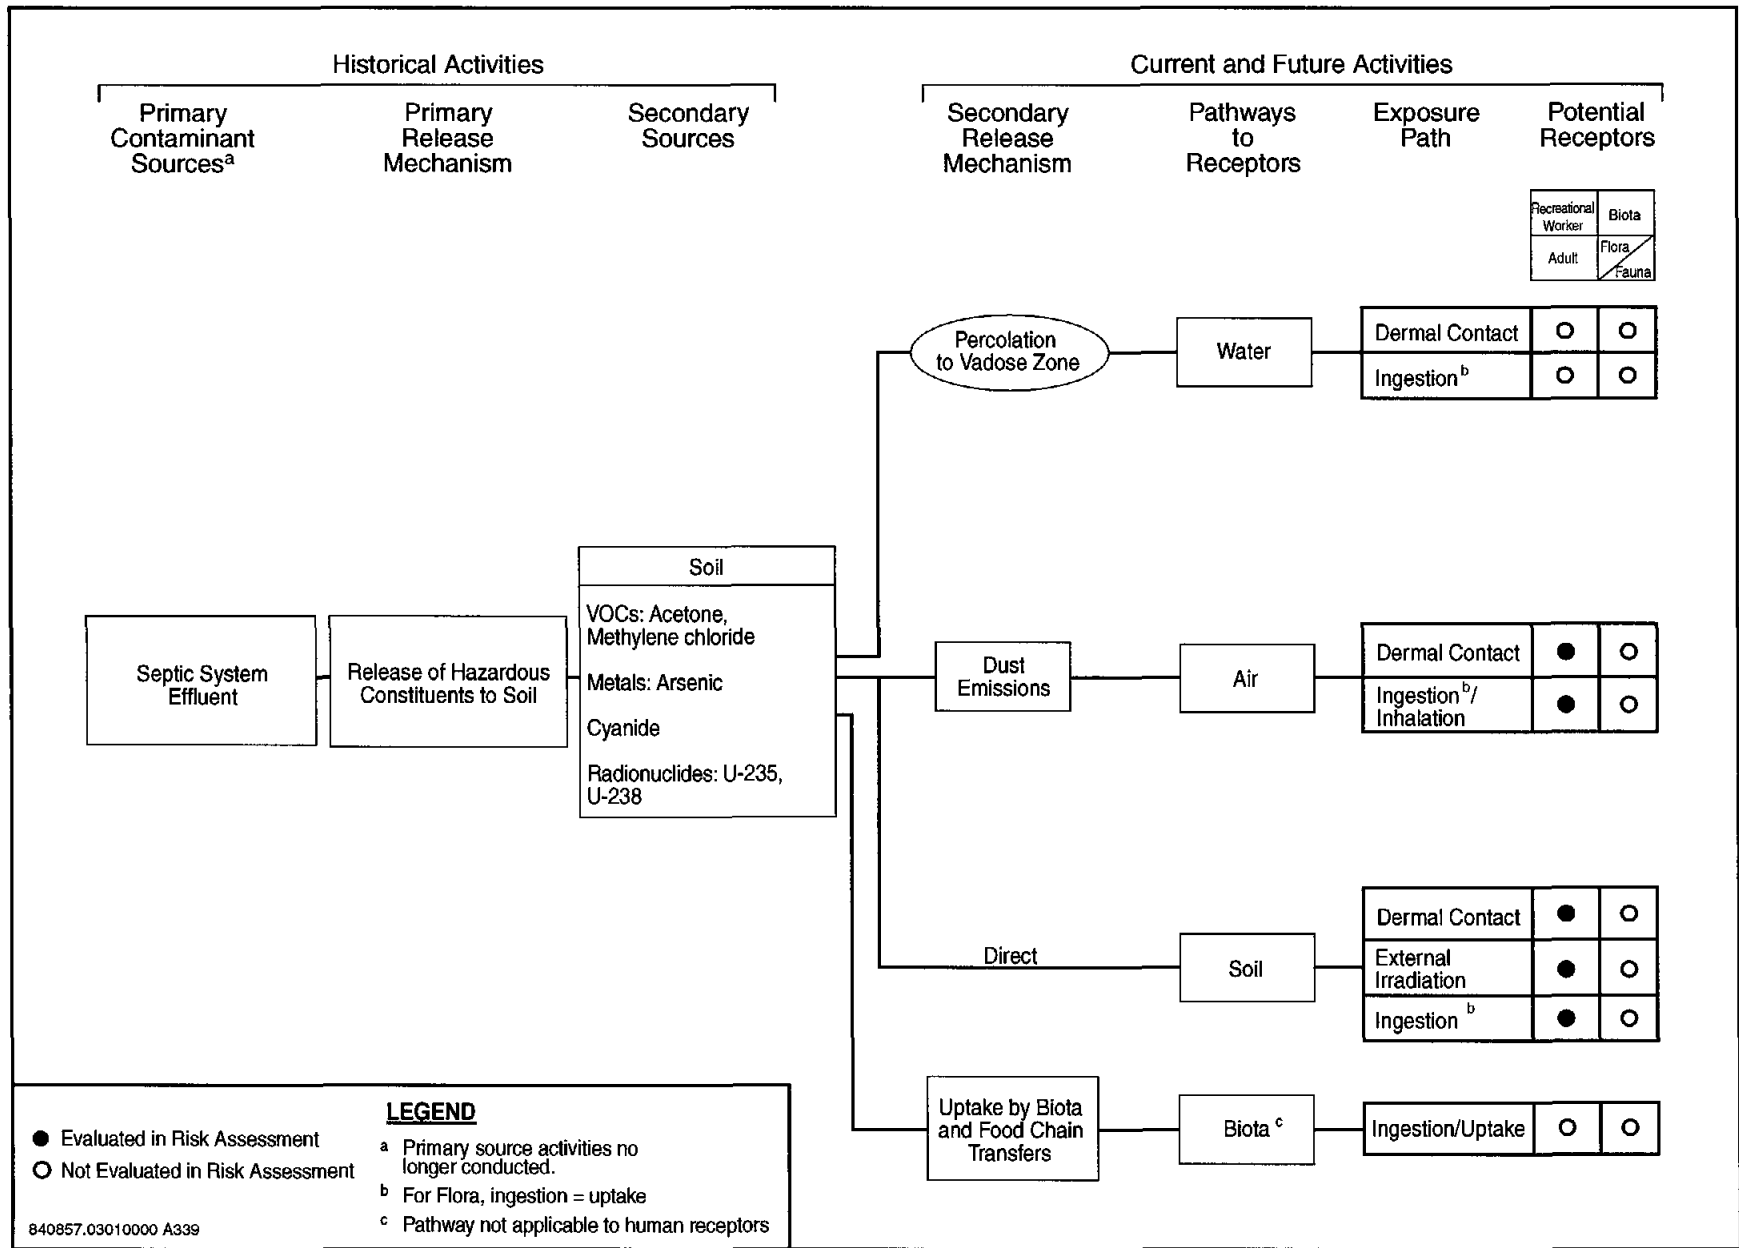 Historical Activities
Current and Future Activities
Primary
Contaminant
Sourcesᵃ
Primary
Release
Mechanism
Secondary
Sources
Secondary
Release
Mechanism
Pathways
to
Receptors
Exposure
Path
Potential
Receptors
Recreational
Worker
Biota
Adult
Flora
Fauna
Percolation
to Vadose Zone
Water
Dermal Contact
Ingestionᵇ
Septic System
Effluent
Release of Hazardous
Constituents to Soil
Soil
VOCs: Acetone,
Methylene chloride
Metals: Arsenic
Cyanide
Radionuclides: U-235,
U-238
Dust
Emissions
Air
Dermal Contact
Ingestionᵇ/
Inhalation
Direct
Soil
Dermal Contact
External
Irradiation
Ingestion ᵇ
Uptake by Biota
and Food Chain
Transfers
Biota ᶜ
Ingestion/Uptake
LEGEND
● Evaluated in Risk Assessment
○ Not Evaluated in Risk Assessment
ᵃ Primary source activities no
longer conducted.
ᵇ For Flora, ingestion = uptake
ᶜ Pathway not applicable to human receptors
840857.03010000 A339